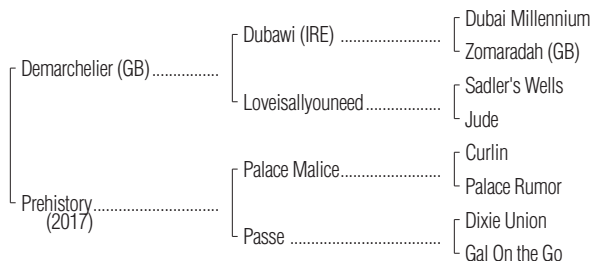 Dubai Millennium
Dubawi (IRE) ....................
Zomaradah (GB)
Demarchelier (GB) ................
Sadler's Wells
Loveisallyouneed ..................
Jude
Curlin
Palace Malice........................
Palace Rumor
Prehistory..............................
(2017)
Dixie Union
Passe ....................................
Gal On the Go